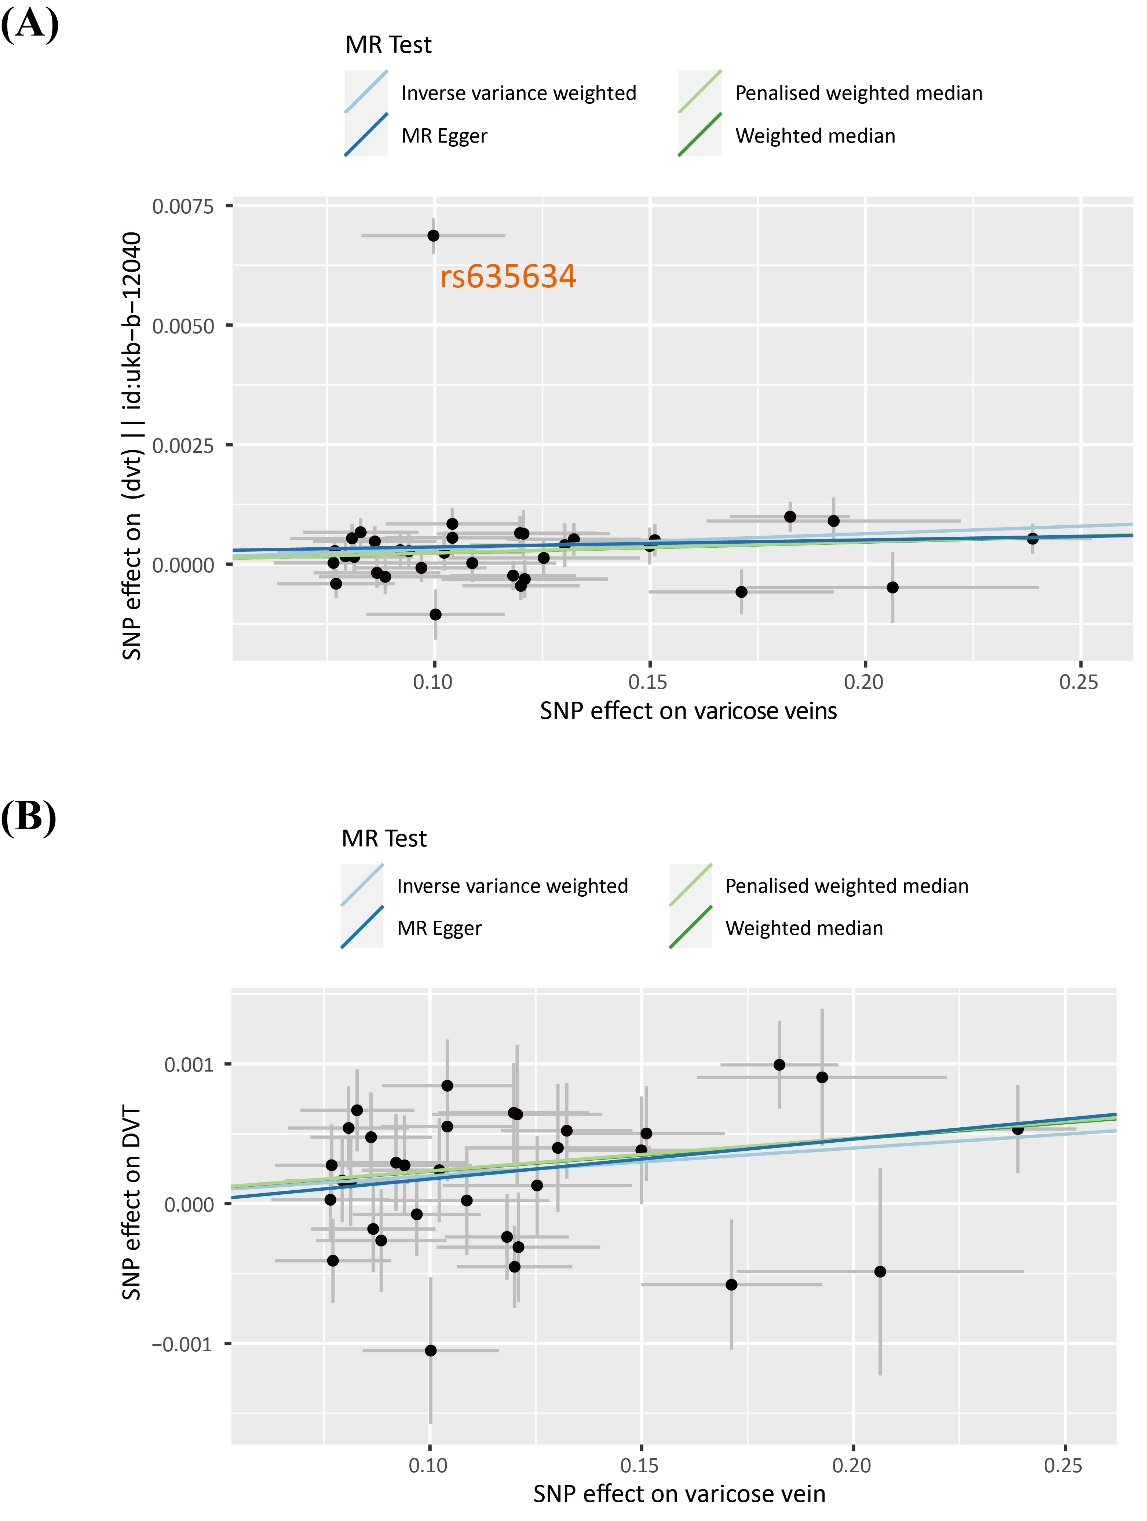 (A)
MR Test
Inverse variance weighted
Penalised weighted median
MR Egger
Weighted median
SNP effect on (dvt) || id:ukb−b−12040
0.0075
0.0050
0.0025
0.0000
rs635634
0.10 0.15 0.20 0.25
SNP effect on varicose veins
(B)
MR Test
Inverse variance weighted
Penalised weighted median
MR Egger
Weighted median
SNP effect on DVT
0.001
0.000
−0.001
0.10 0.15 0.20 0.25
SNP effect on varicose vein